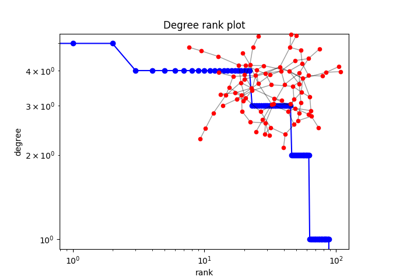 Degree rank plot
degree
4 × 10⁰
3 × 10⁰
2 × 10⁰
10⁰
10⁰
10¹
10²
rank